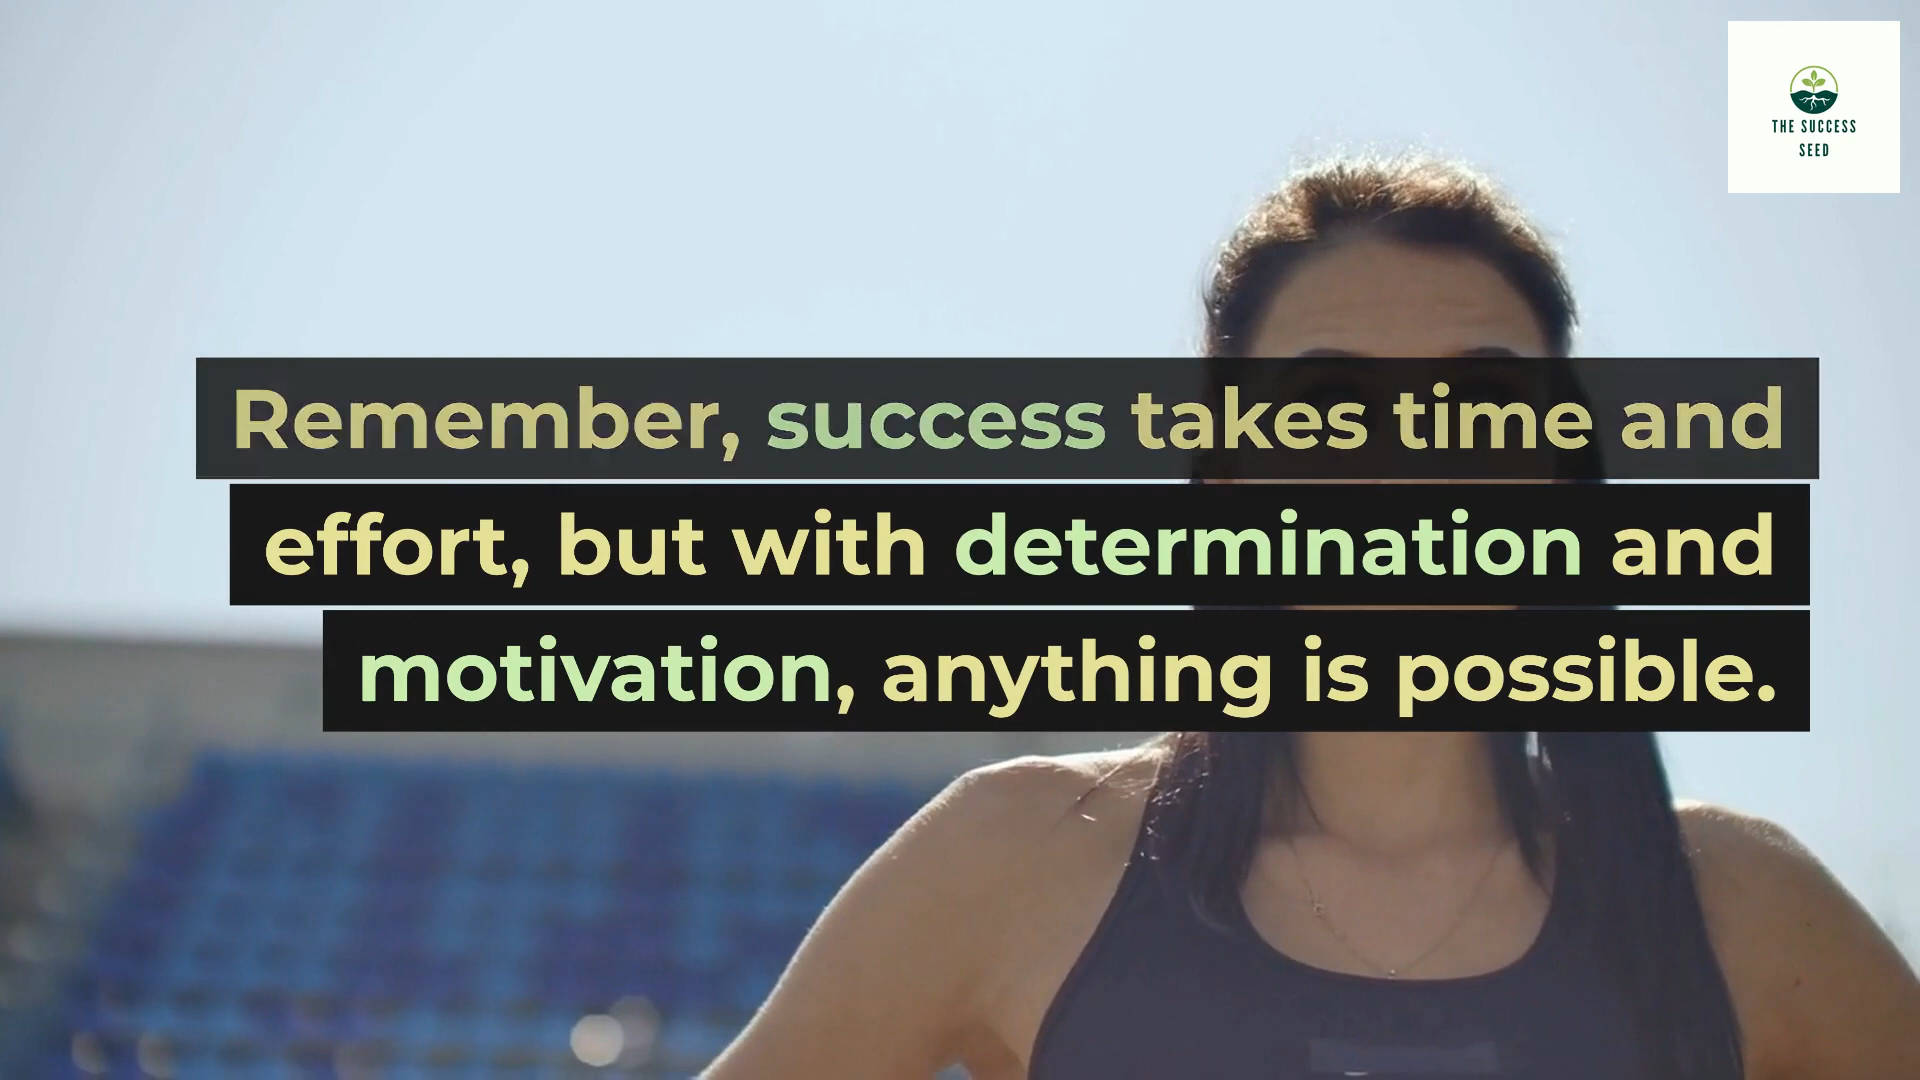 THE SUCCESS
SEED
Remember, success takes time and
effort, but with determination and
motivation, anything is possible.